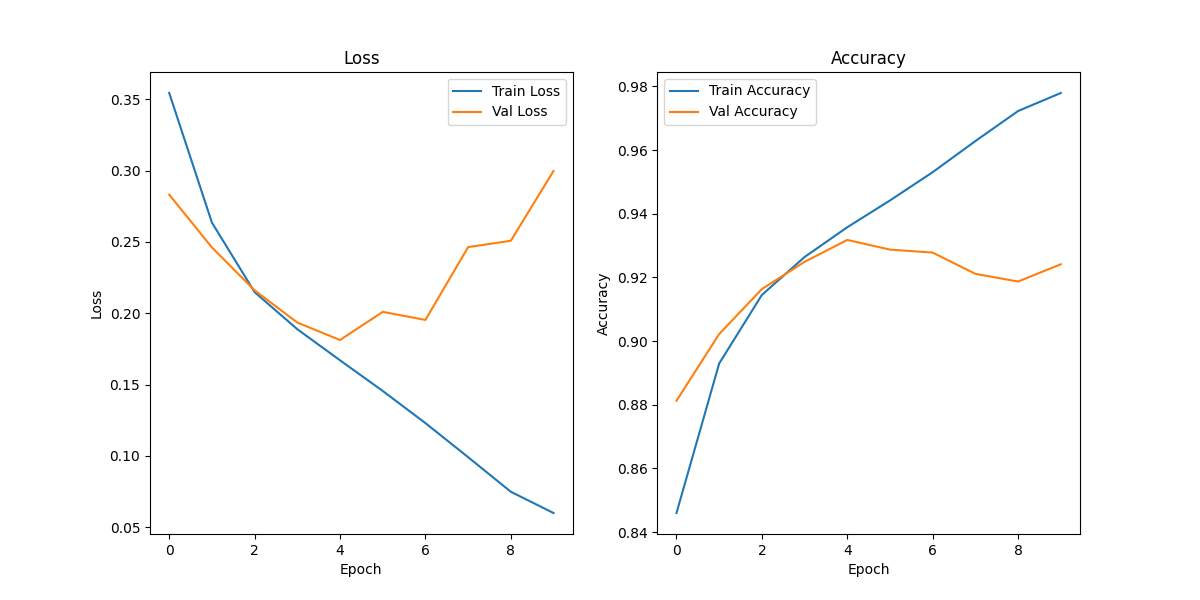 Loss
Train Loss
Val Loss
0.35
0.30
0.25
0.20
0.15
0.10
0.05
Loss
0 2 4 6 8
Epoch
Accuracy
Train Accuracy
Val Accuracy
0.98
0.96
0.94
0.92
0.90
0.88
0.86
0.84
Accuracy
0 2 4 6 8
Epoch